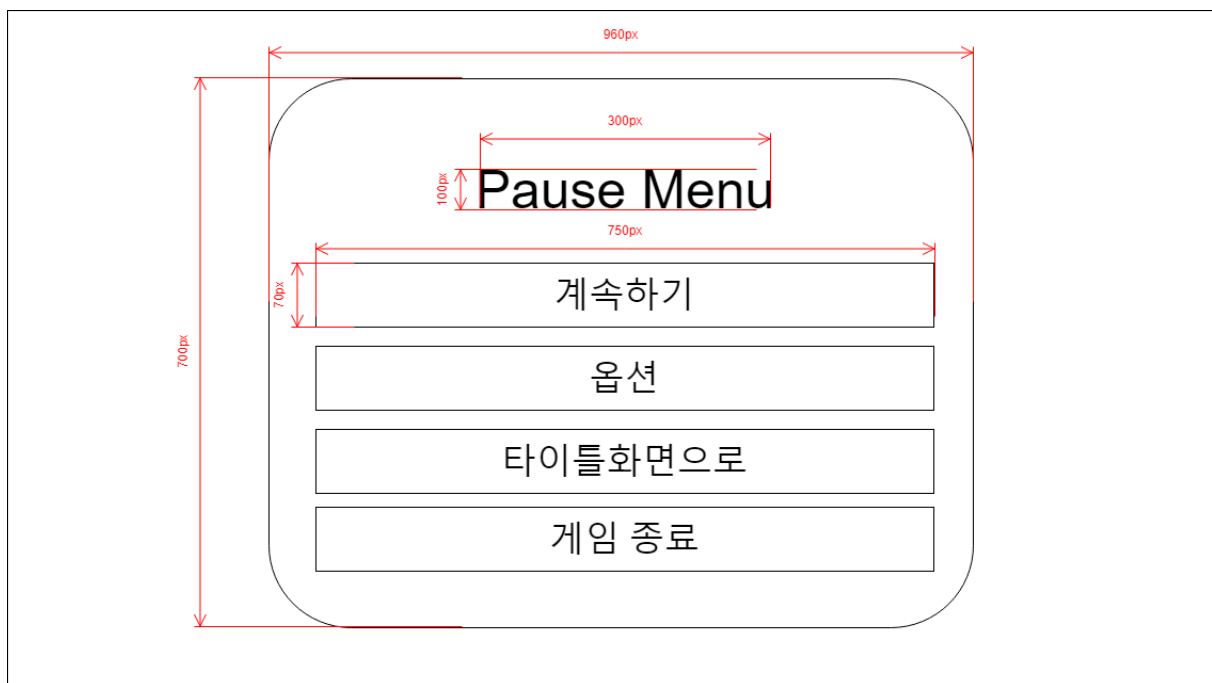 960px
300px
100px
Pause Menu
750px
70px
계속하기
700px
옵션
타이틀화면으로
게임 종료